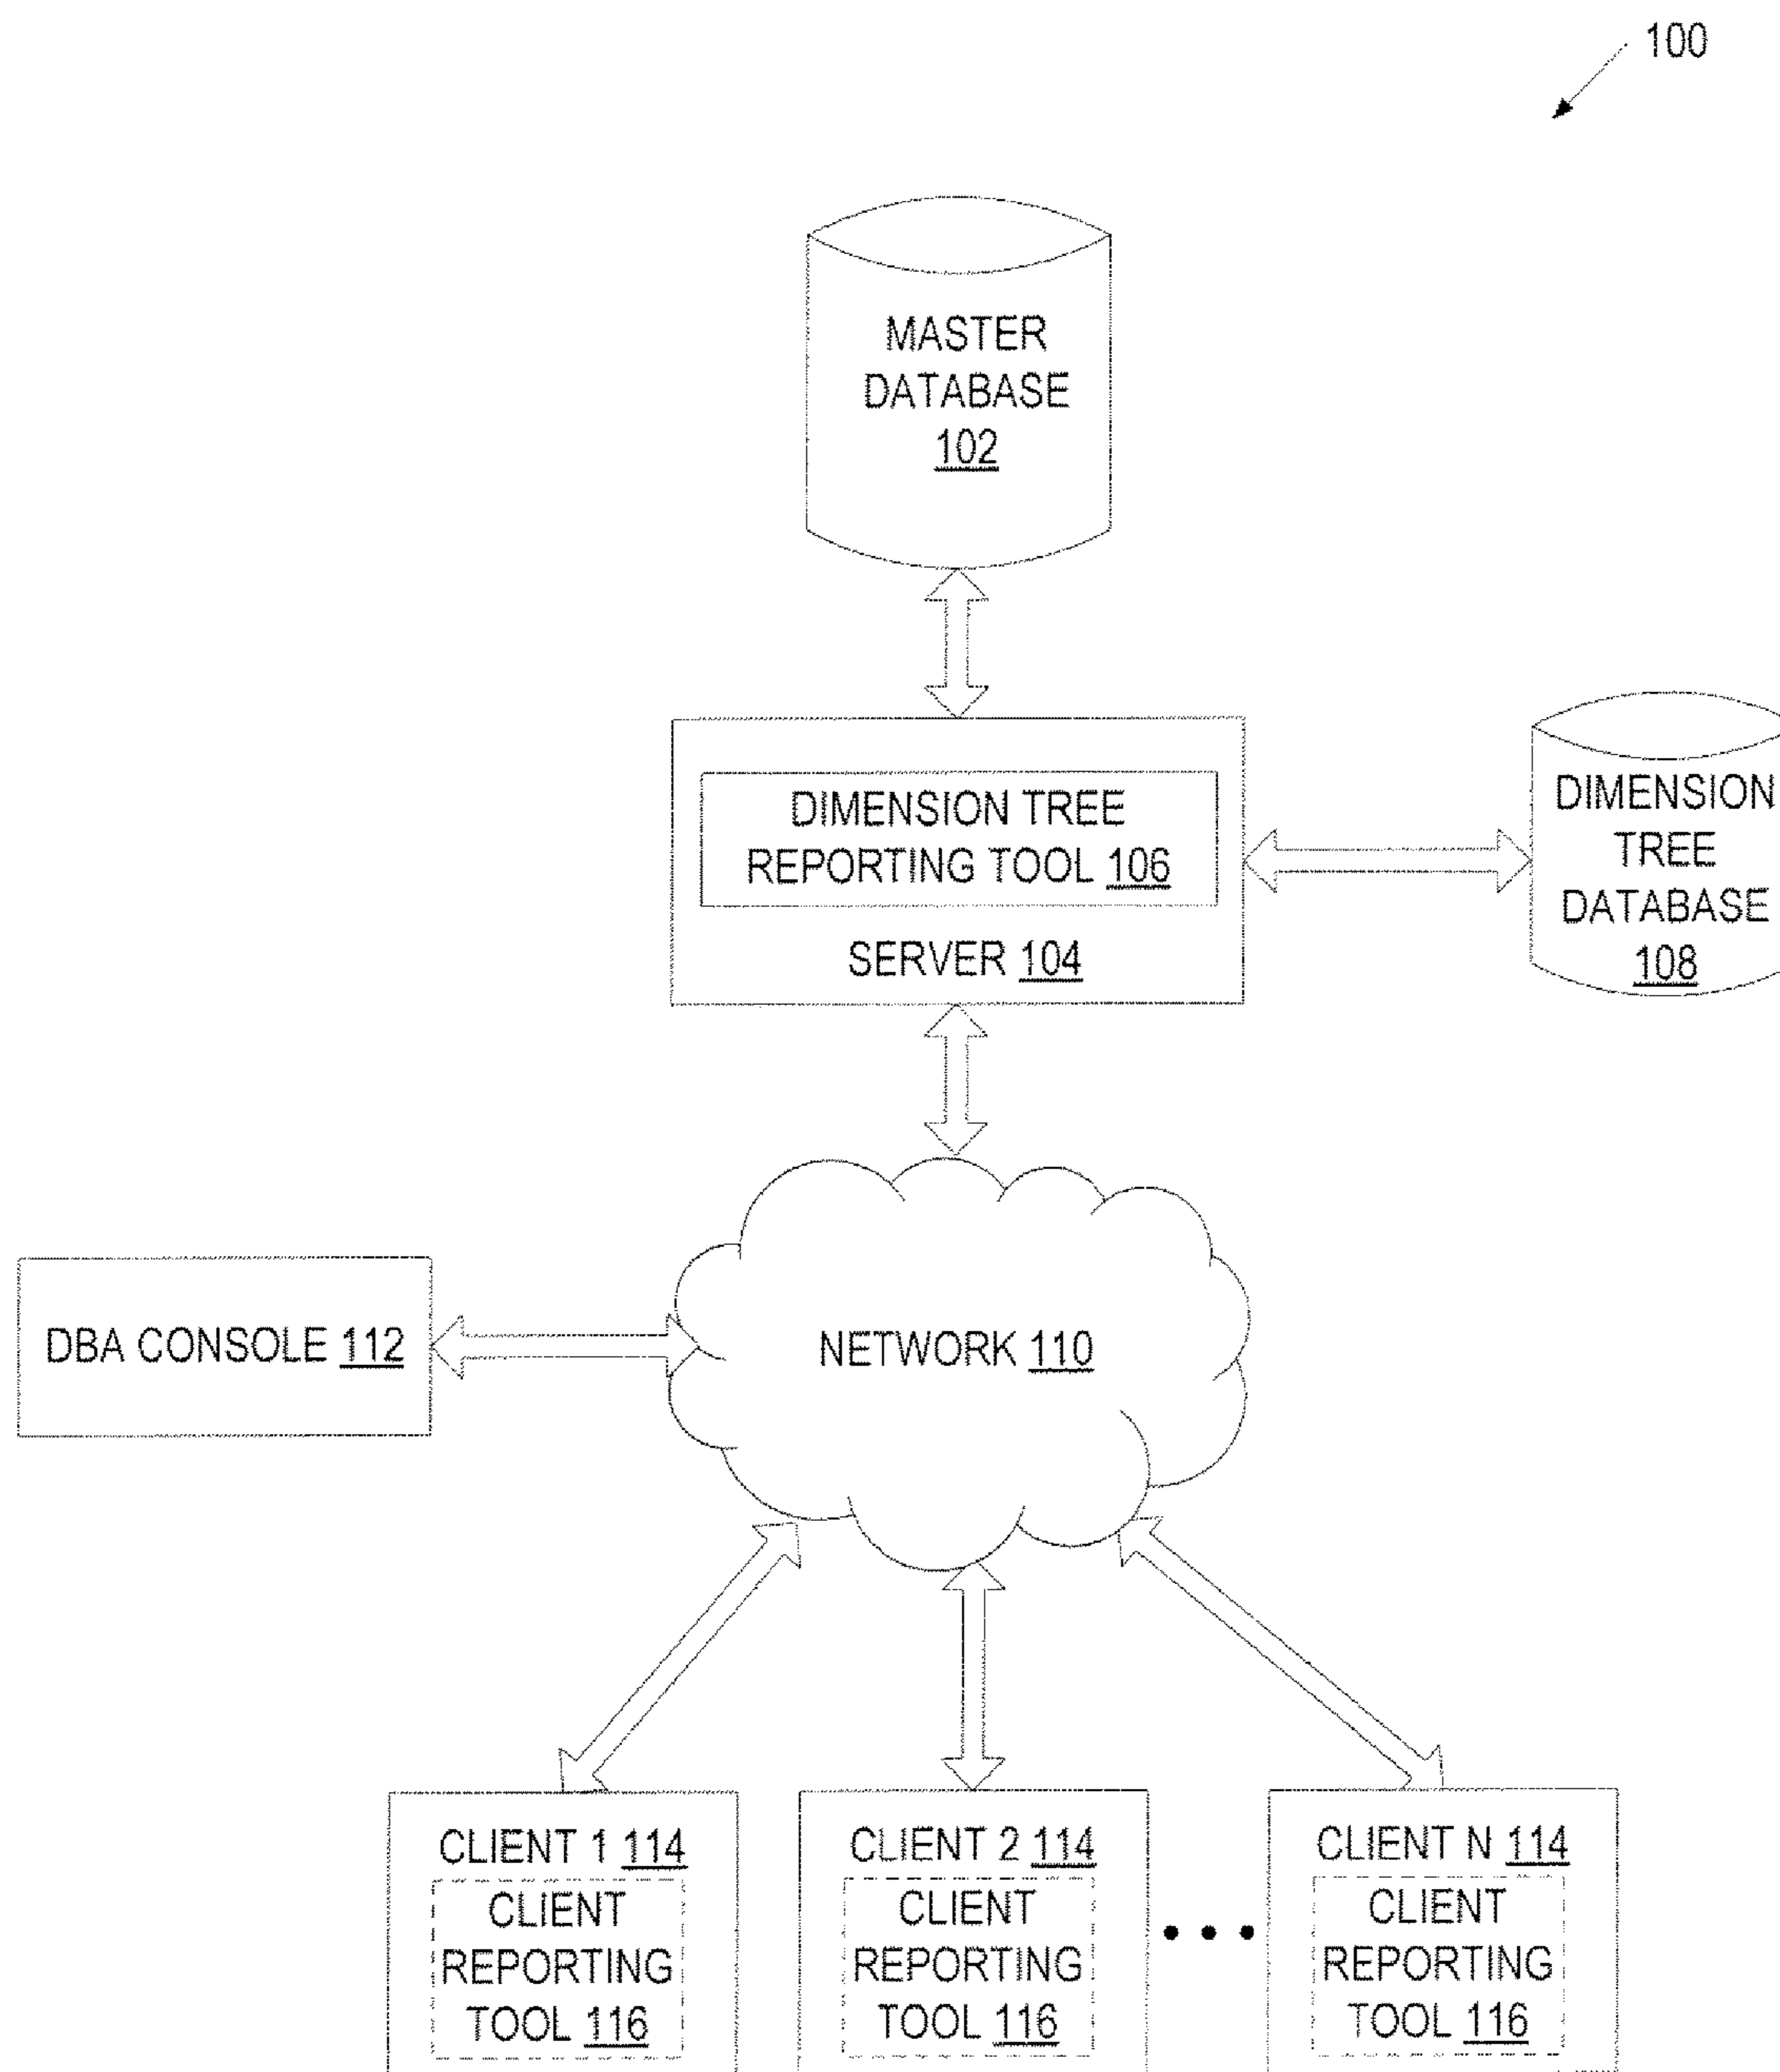 100
MASTER
DATABASE
102
DIMENSION TREE
REPORTING TOOL 106
SERVER 104
DIMENSION
TREE
DATABASE
108
DBA CONSOLE 112
NETWORK 110
CLIENT 1 114
CLIENT
REPORTING
TOOL 116
CLIENT 2 114
CLIENT
REPORTING
TOOL 116
CLIENT N 114
CLIENT
REPORTING
TOOL 116